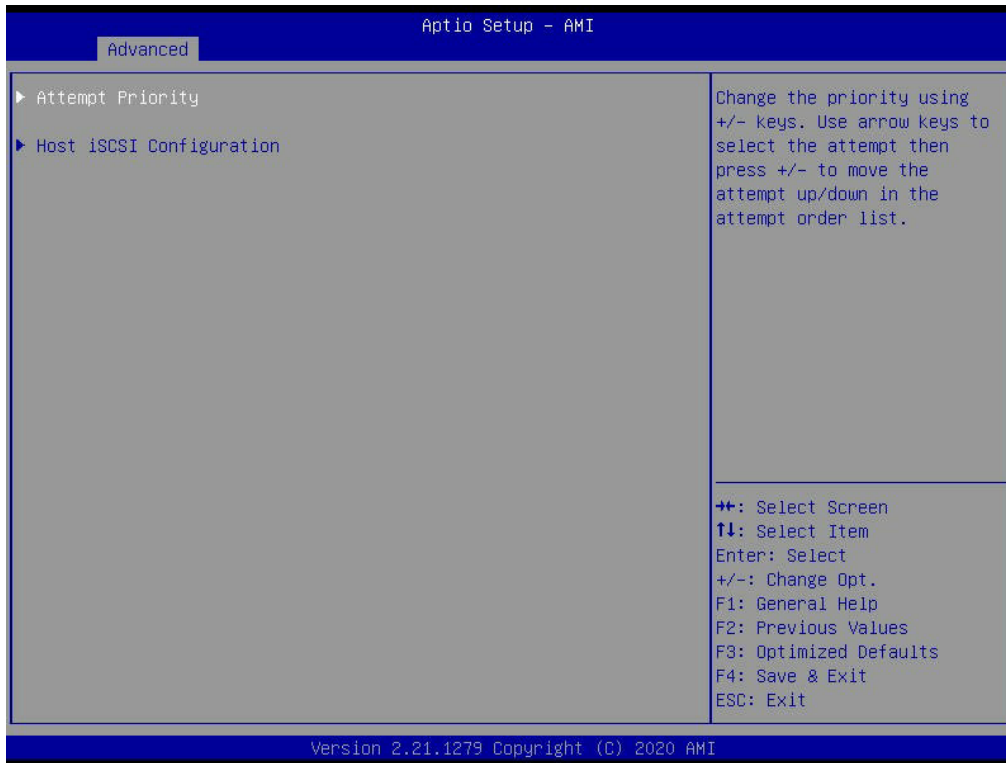 Aptio Setup – AMI
Advanced
▶ Attempt Priority
▶ Host iSCSI Configuration
Change the priority using
+/- keys. Use arrow keys to
select the attempt then
press +/- to move the
attempt up/down in the
attempt order list.
→←: Select Screen
↑↓: Select Item
Enter: Select
+/-: Change Opt.
F1: General Help
F2: Previous Values
F3: Optimized Defaults
F4: Save & Exit
ESC: Exit
Version 2.21.1279 Copyright (C) 2020 AMI